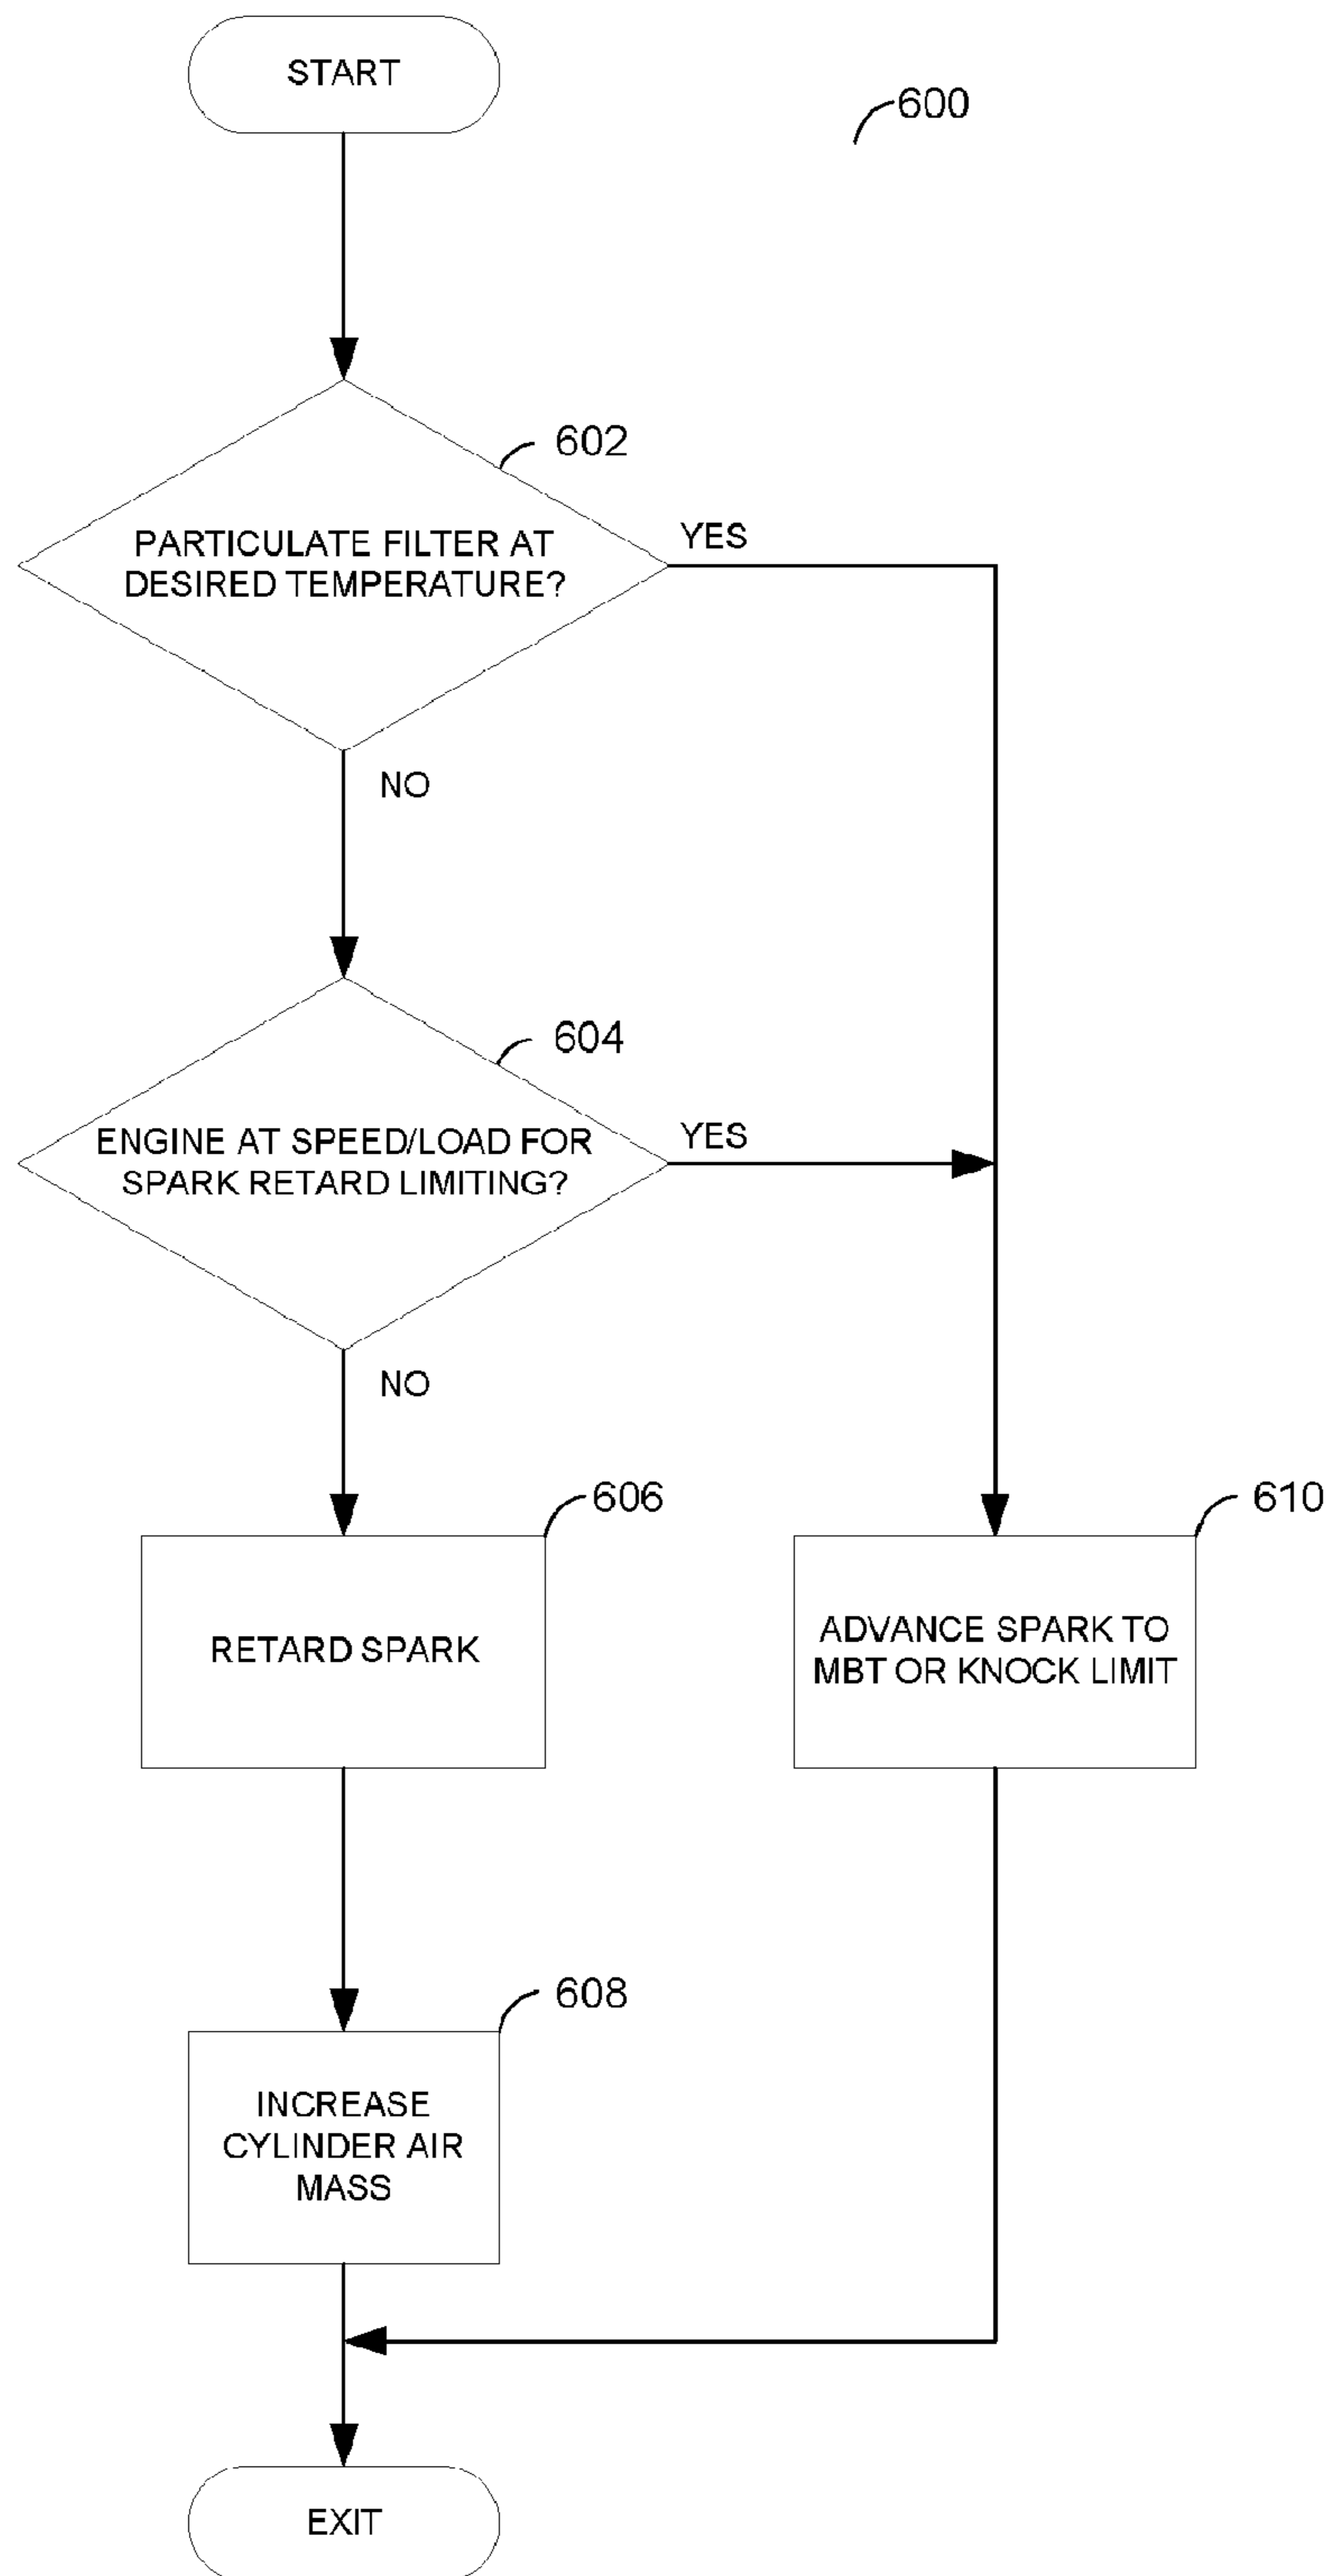 START
600
602
PARTICULATE FILTER AT
DESIRED TEMPERATURE?
YES
NO
604
ENGINE AT SPEED/LOAD FOR
SPARK RETARD LIMITING?
YES
NO
606
RETARD SPARK
610
ADVANCE SPARK TO
MBT OR KNOCK LIMIT
608
INCREASE
CYLINDER AIR
MASS
EXIT